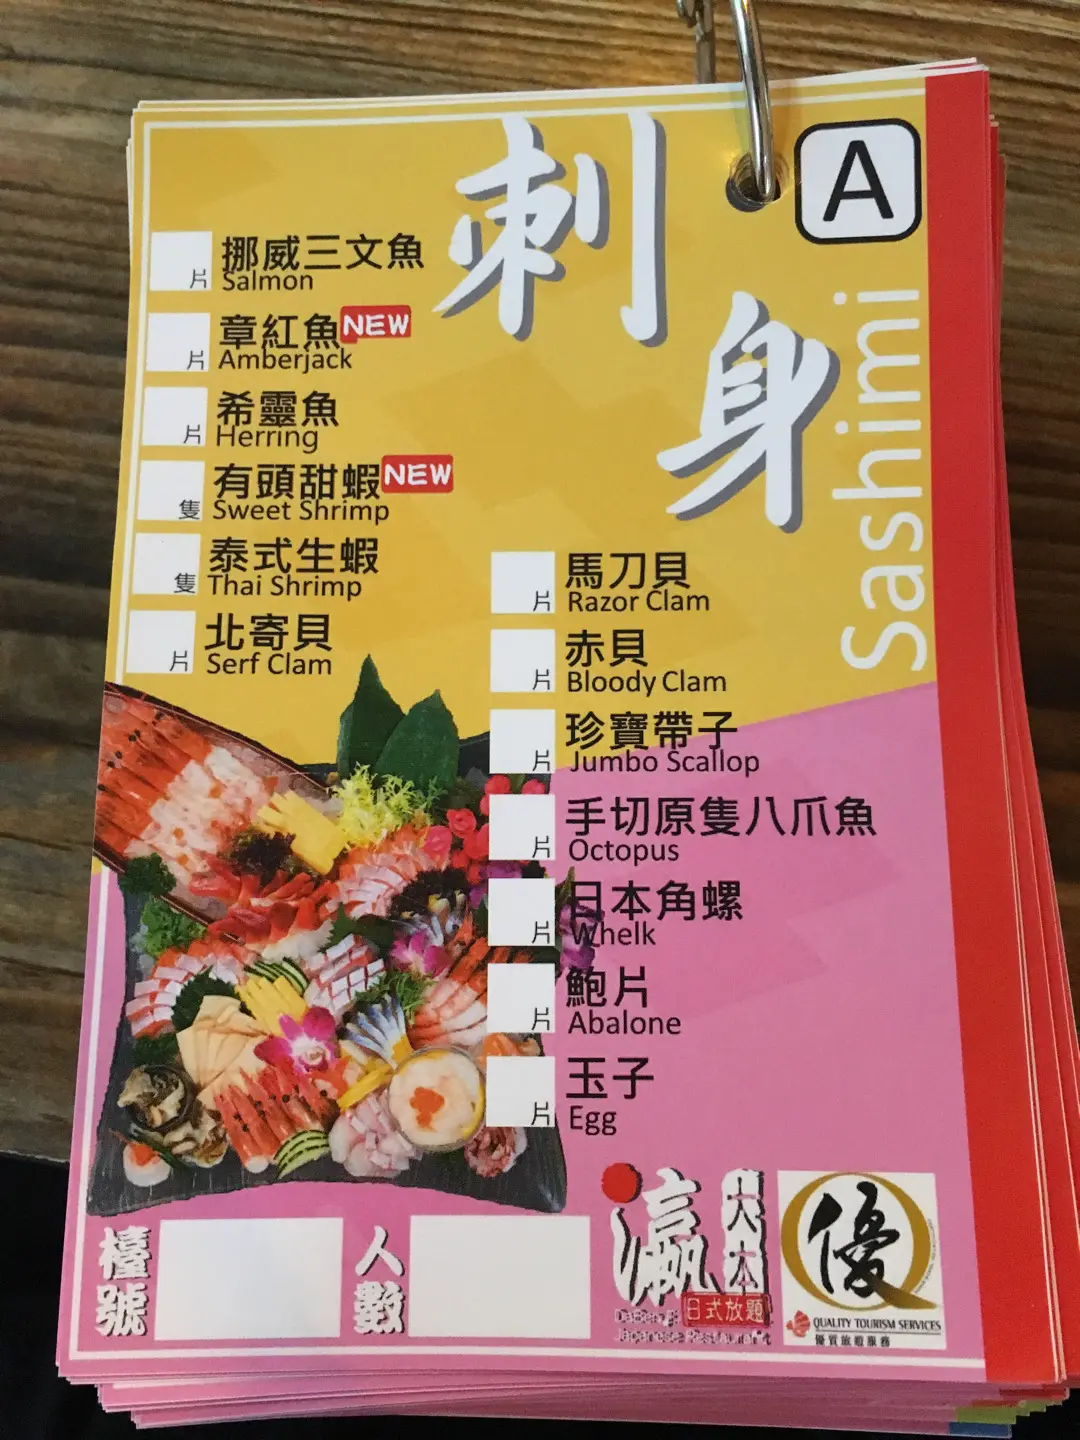 刺身
Sashimi
A
片 挪威三文魚
Salmon
片 章紅魚 NEW
Amberjack
片 希靈魚
Herring
隻 有頭甜蝦 NEW
Sweet Shrimp
隻 泰式生蝦
Thai Shrimp
片 北寄貝
Serf Clam
片 馬刀貝
Razor Clam
片 赤貝
Bloody Clam
片 珍寶帶子
Jumbo Scallop
片 手切原隻八爪魚
Octopus
片 日本角螺
Whelk
片 鮑片
Abalone
片 玉子
Egg
檯號
人數
瀛
大本
日式放題
Japanese Restaurant
優
QUALITY TOURISM SERVICES
優質旅遊服務